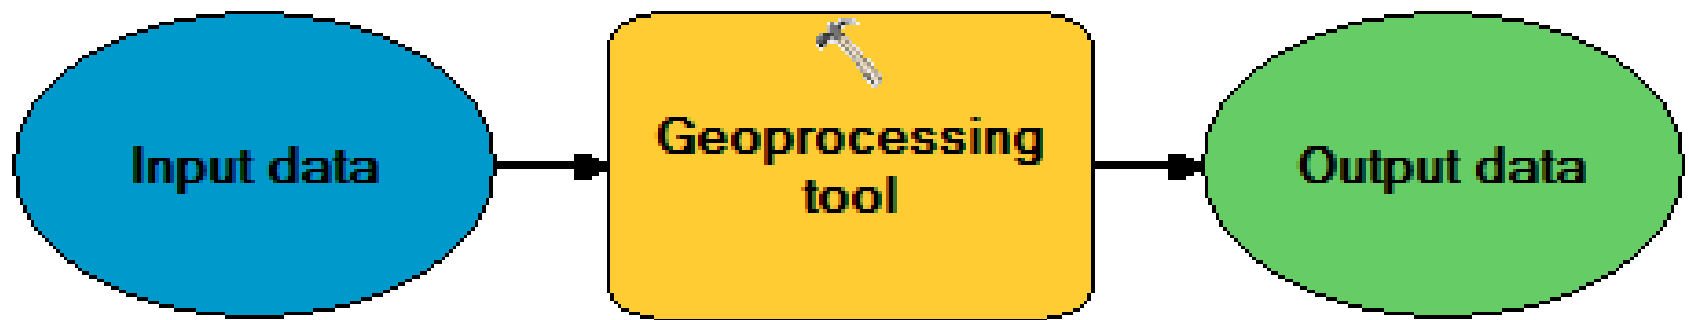 Input data
Geoprocessing
tool
Output data